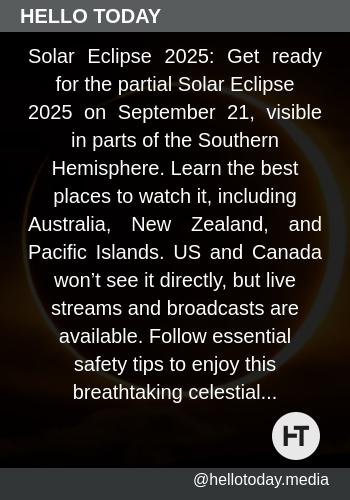 HELLO TODAY
Solar Eclipse 2025: Get ready
for the partial Solar Eclipse
2025 on September 21, visible
in parts of the Southern
Hemisphere. Learn the best
places to watch it, including
Australia, New Zealand, and
Pacific Islands. US and Canada
won’t see it directly, but live
streams and broadcasts are
available. Follow essential
safety tips to enjoy this
breathtaking celestial...
HT
@hellotoday.media